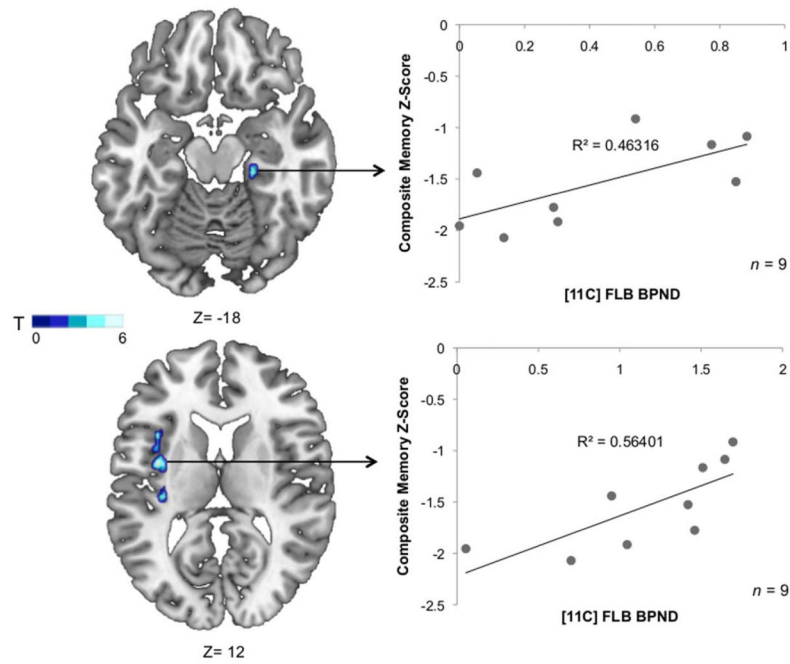 0
0 0.2 0.4 0.6 0.8 1
-0.5
-1
-1.5
-2
-2.5
Composite Memory Z-Score
R² = 0.46316
n = 9
[11C] FLB BPND
Z= -18
T
0 6
0
0 0.5 1 1.5 2
-0.5
-1
-1.5
-2
-2.5
Composite Memory Z-Score
R² = 0.56401
n = 9
[11C] FLB BPND
Z= 12